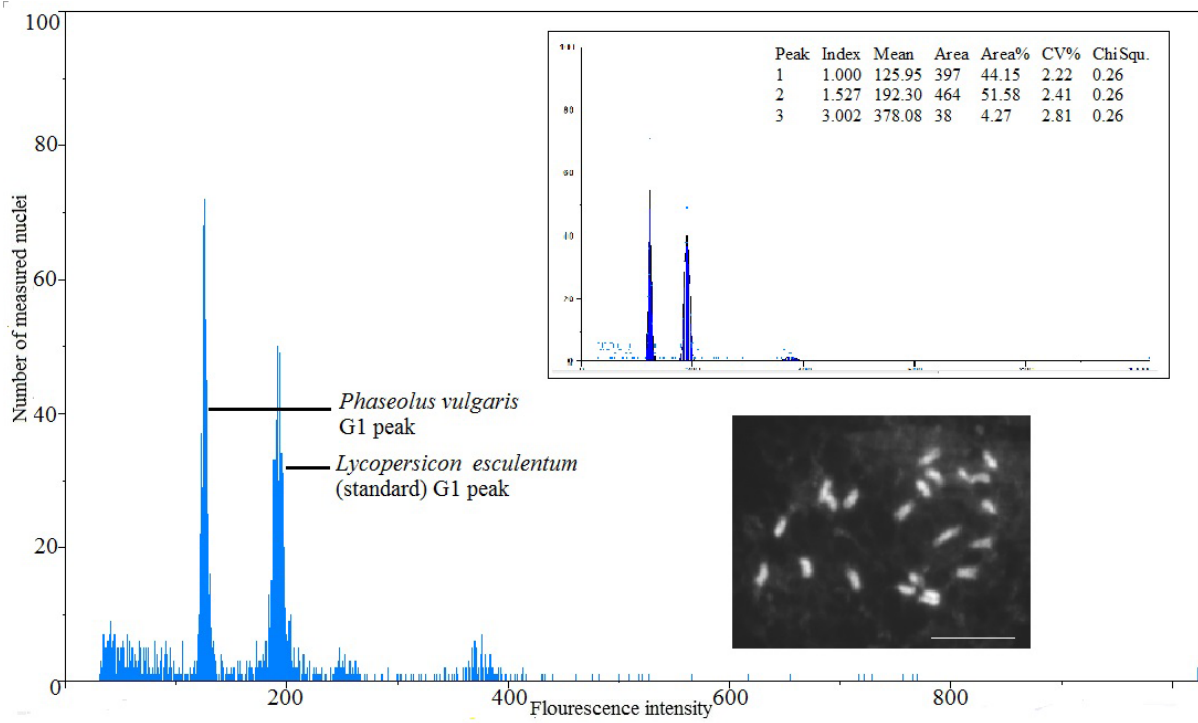 100
80
60
40
20
0
Number of measured nuclei
0
200
400
600
800
Flourescence intensity
Phaseolus vulgaris
G1 peak
Lycopersicon esculentum
(standard) G1 peak
Peak Index Mean Area Area% CV% ChiSqu.
1 1.000 125.95 397 44.15 2.22 0.26
2 1.527 192.30 464 51.58 2.41 0.26
3 3.002 378.08 38 4.27 2.81 0.26
80
60
40
20
0